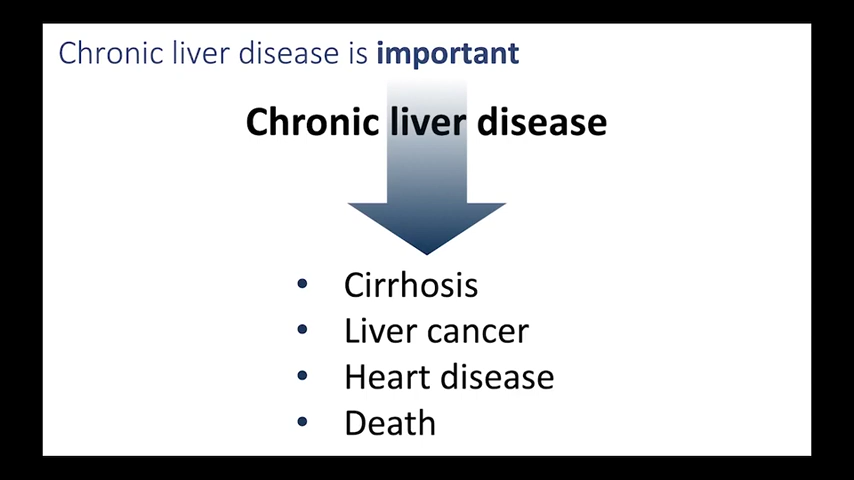 Chronic liver disease is important
Chronic liver disease
• Cirrhosis
• Liver cancer
• Heart disease
• Death